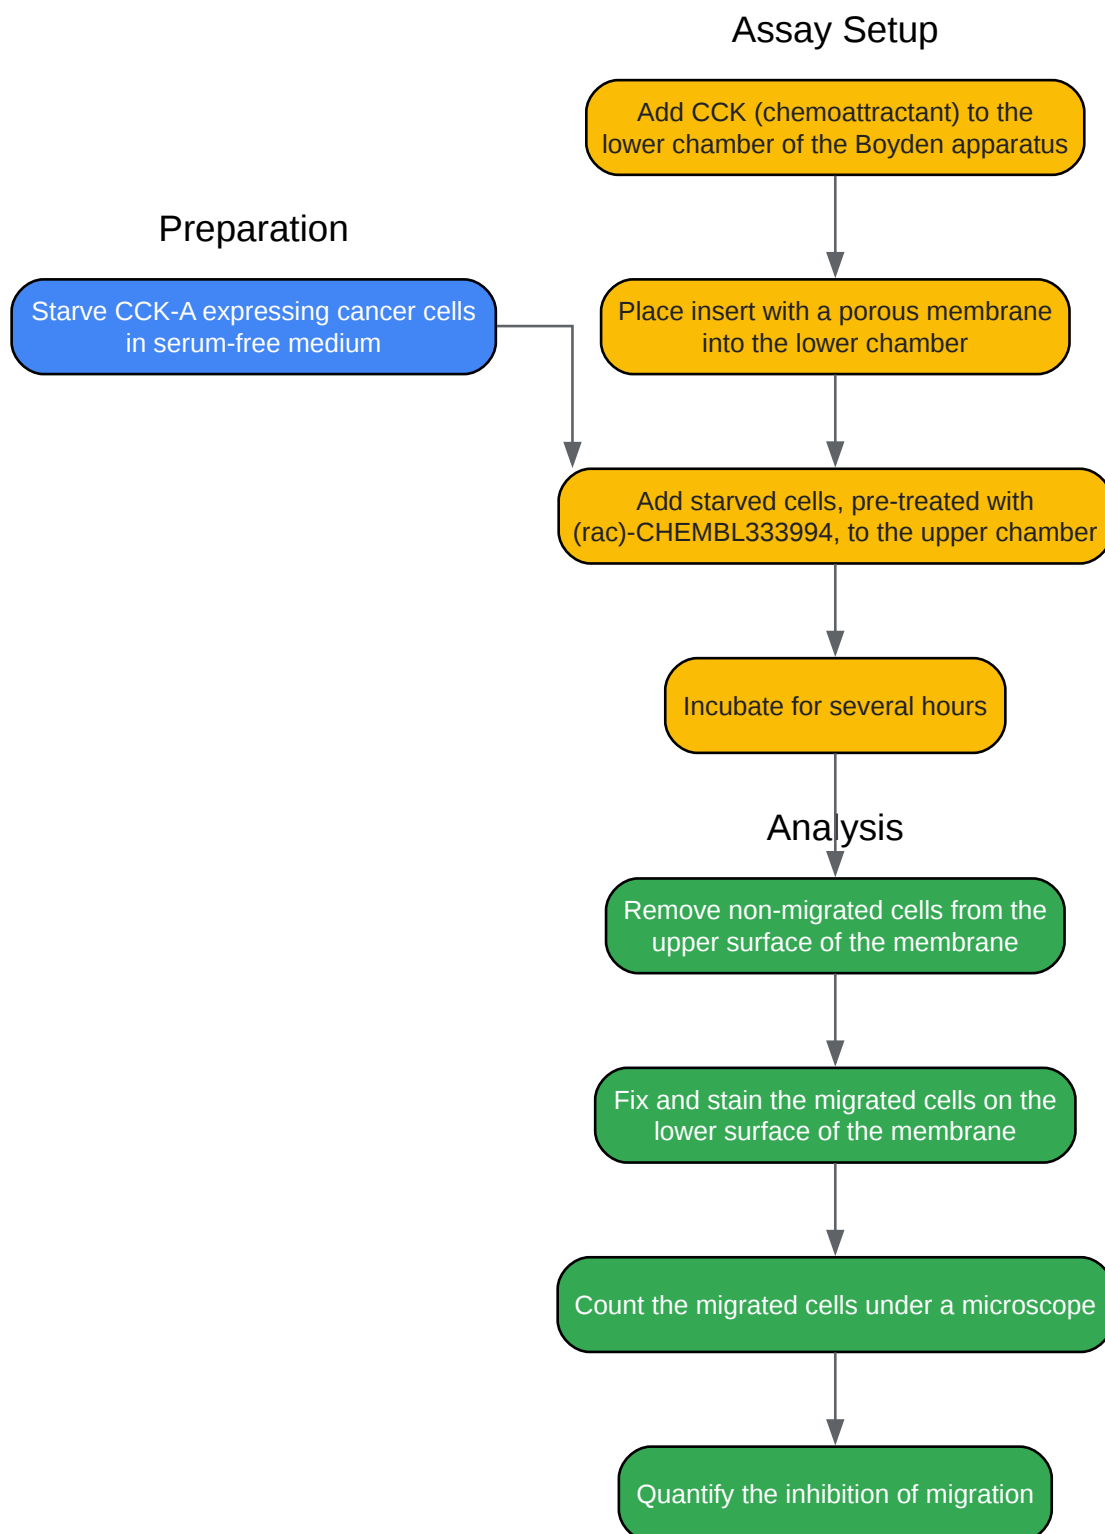 Assay Setup
Add CCK (chemoattractant) to the
lower chamber of the Boyden apparatus
Preparation
Starve CCK-A expressing cancer cells
in serum-free medium
Place insert with a porous membrane
into the lower chamber
Add starved cells, pre-treated with
(rac)-CHEMBL333994, to the upper chamber
Incubate for several hours
Analysis
Remove non-migrated cells from the
upper surface of the membrane
Fix and stain the migrated cells on the
lower surface of the membrane
Count the migrated cells under a microscope
Quantify the inhibition of migration